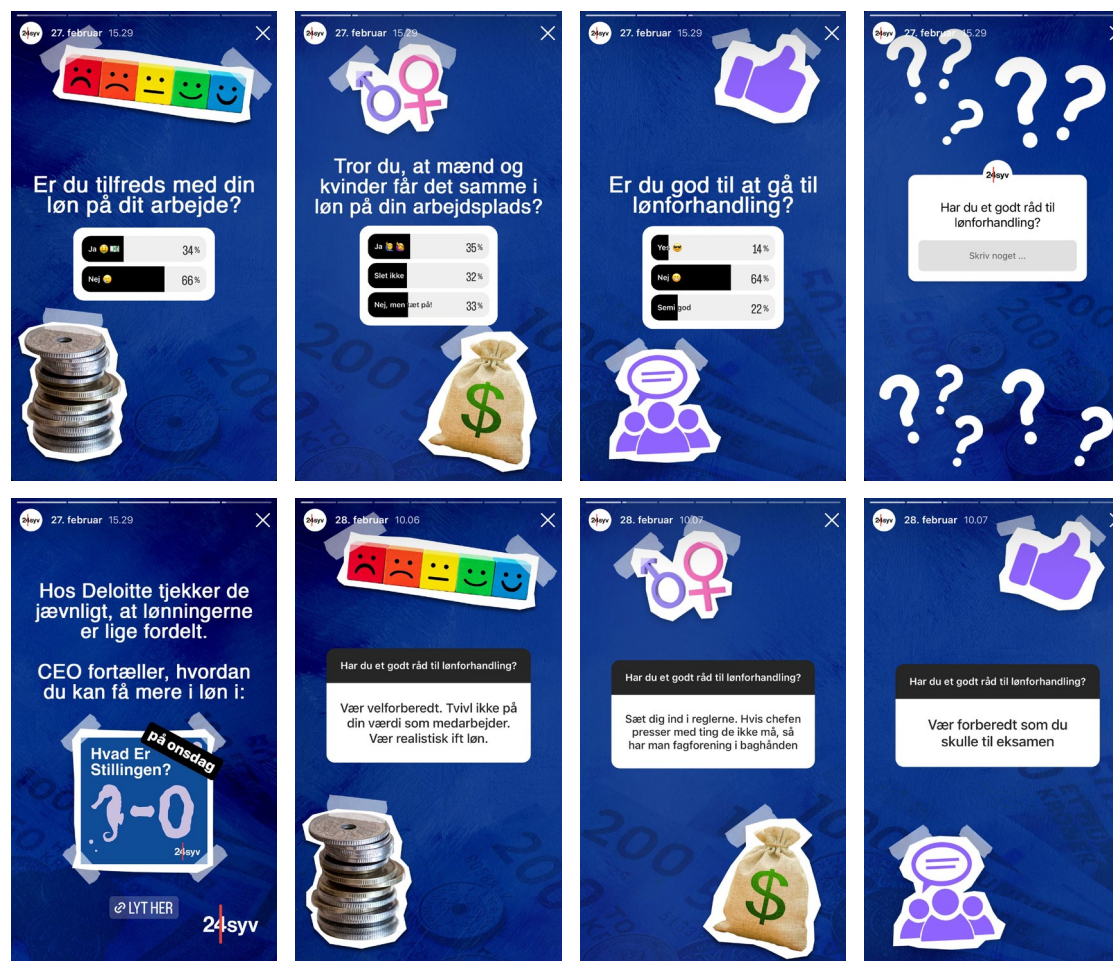 24syv 27. februar 15.29
Er du tilfreds med din
løn på dit arbejde?
Ja 34%
Nej 66%
24syv 27. februar 15.29
Tror du, at mænd og
kvinder får det samme i
løn på din arbejdsplads?
Ja 35%
Slet ikke 32%
Nej, men tæt på! 33%
24syv 27. februar 15.29
Er du god til at gå til
lønforhandling?
Yes 14%
Nej 64%
Semi god 22%
24syv 27. februar 15.29
24syv
Har du et godt råd til
lønforhandling?
Skriv noget ...
24syv 27. februar 15.29
Hos Deloitte tjekker de
jævnligt, at lønningerne
er lige fordelt.
CEO fortæller, hvordan
du kan få mere i løn i:
på onsdag
Hvad Er
Stillingen?
24syv
LYT HER
24syv
24syv 28. februar 10.06
Har du et godt råd til lønforhandling?
Vær velforberedt. Tvivl ikke på
din værdi som medarbejder.
Vær realistisk ift løn.
24syv 28. februar 10.07
Har du et godt råd til lønforhandling?
Sæt dig ind i reglerne. Hvis chefen
presser med ting de ikke må, så
har man fagforening i baghånden
24syv 28. februar 10.07
Har du et godt råd til lønforhandling?
Vær forberedt som du
skulle til eksamen